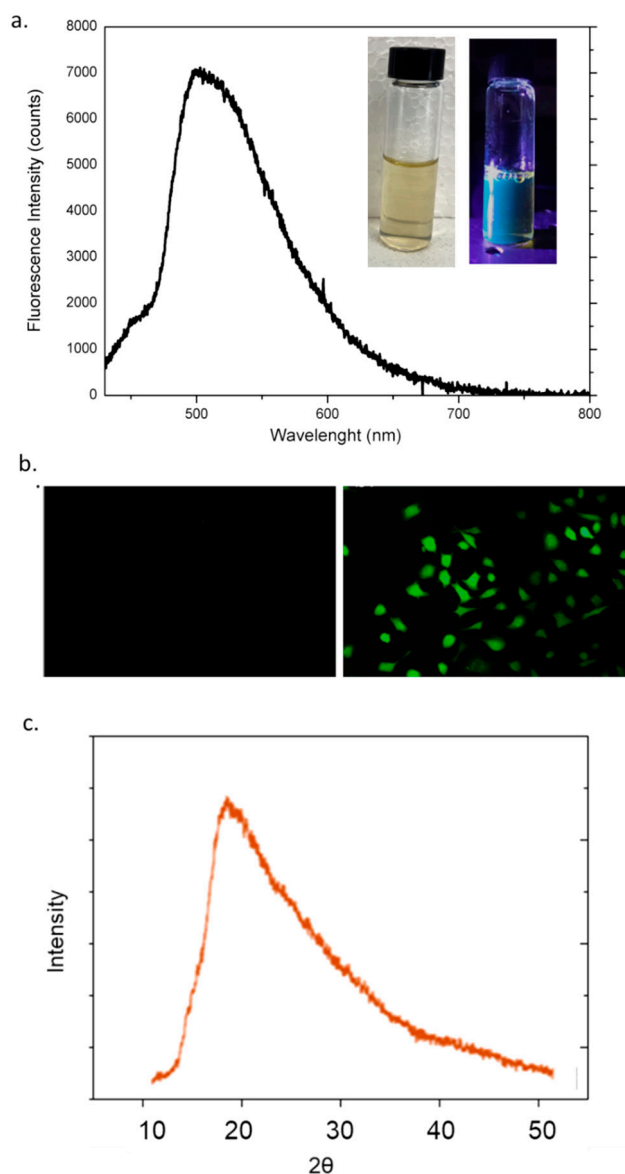 a.
8000
7000
6000
5000
4000
3000
2000
1000
0
Fluorescence Intensity (counts)
500 600 700 800
Wavelenght (nm)
b.
c.
Intensity
10 20 30 40 50
2θ